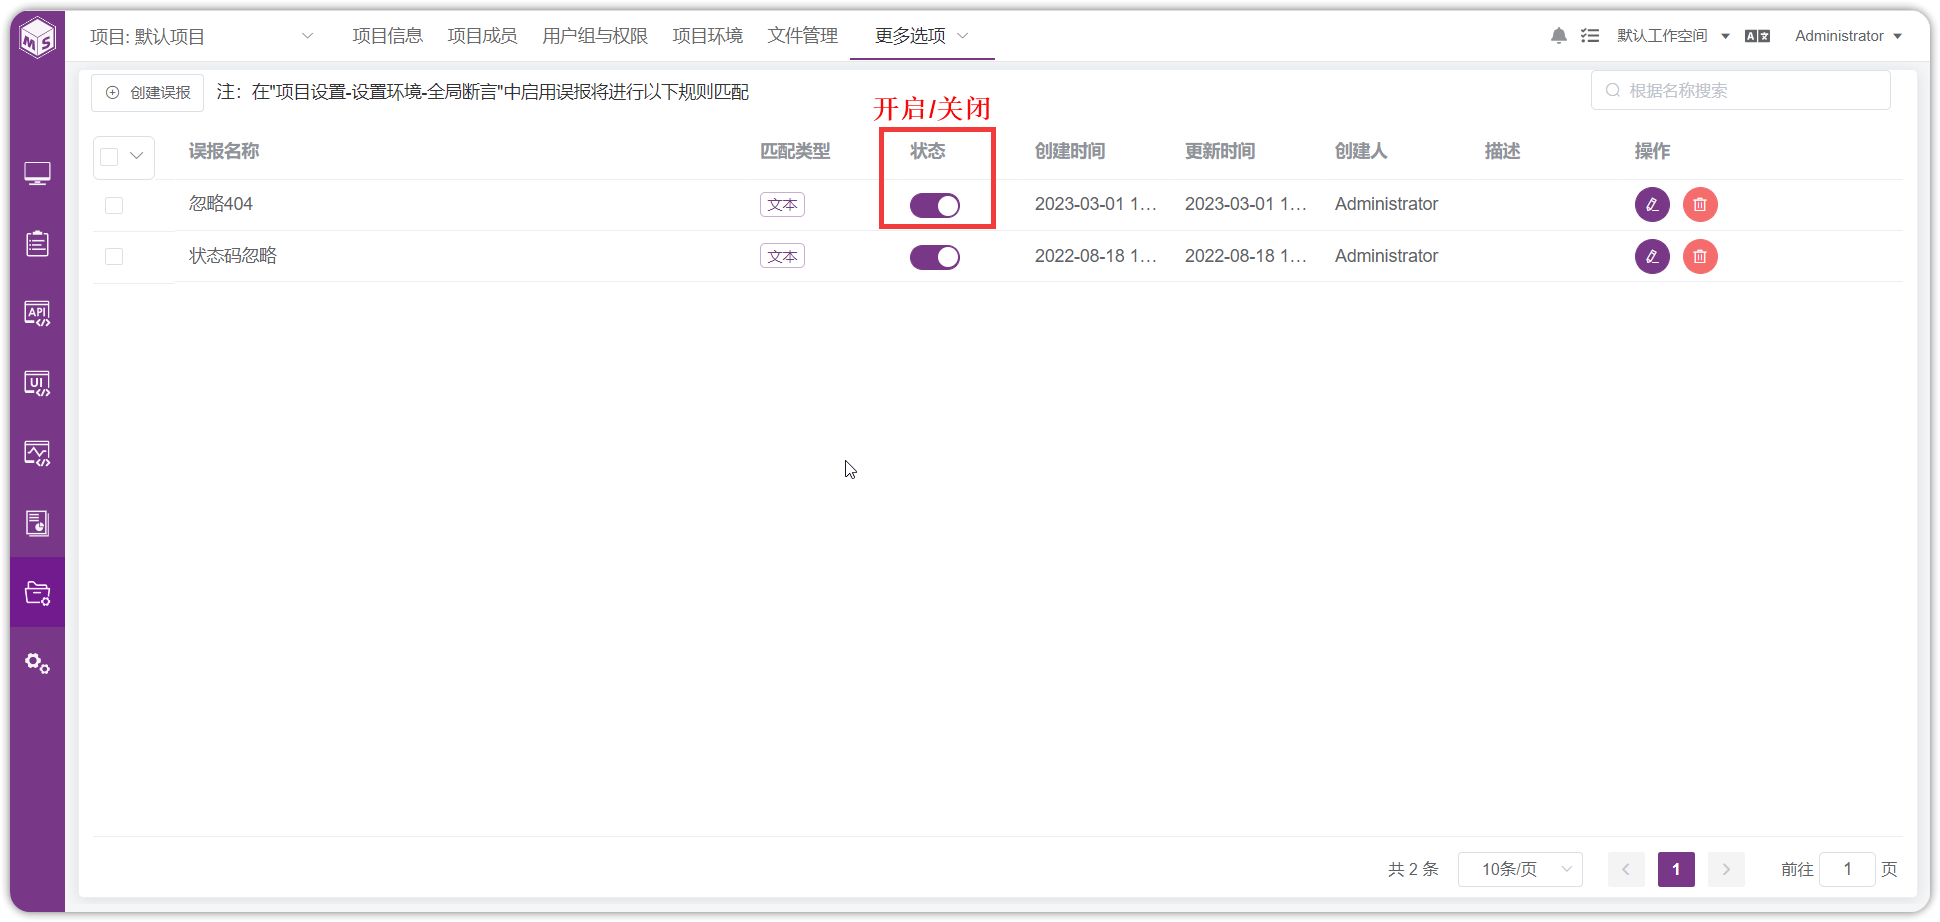 MS
项目: 默认项目
项目信息
项目成员
用户组与权限
项目环境
文件管理
更多选项
默认工作空间
A文
Administrator
创建误报
注：在"项目设置-设置环境-全局断言"中启用误报将进行以下规则匹配
根据名称搜索
开启/关闭
误报名称 匹配类型 状态 创建时间 更新时间 创建人 描述 操作
忽略404 文本 2023-03-01 1... 2023-03-01 1... Administrator
状态码忽略 文本 2022-08-18 1... 2022-08-18 1... Administrator
API
UI
共 2 条 10条/页 1 前往 1 页